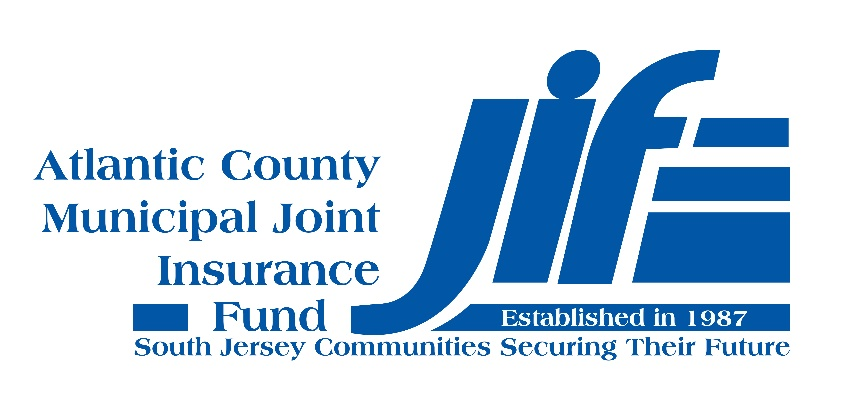 Atlantic County
Municipal Joint
Insurance
Fund
jif
Established in 1987
South Jersey Communities Securing Their Future